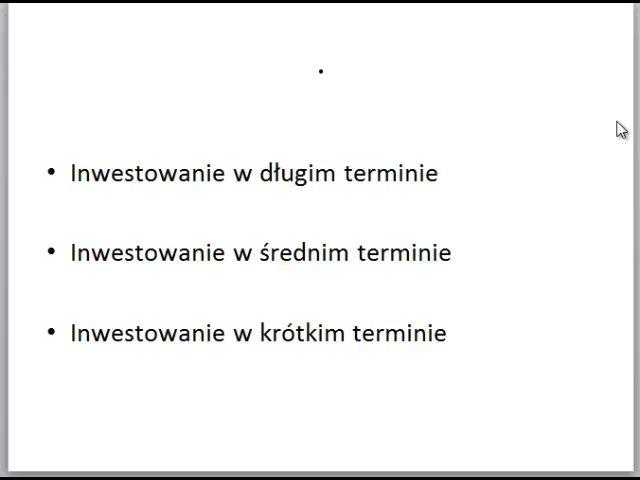 .
• Inwestowanie w długim terminie
• Inwestowanie w średnim terminie
• Inwestowanie w krótkim terminie